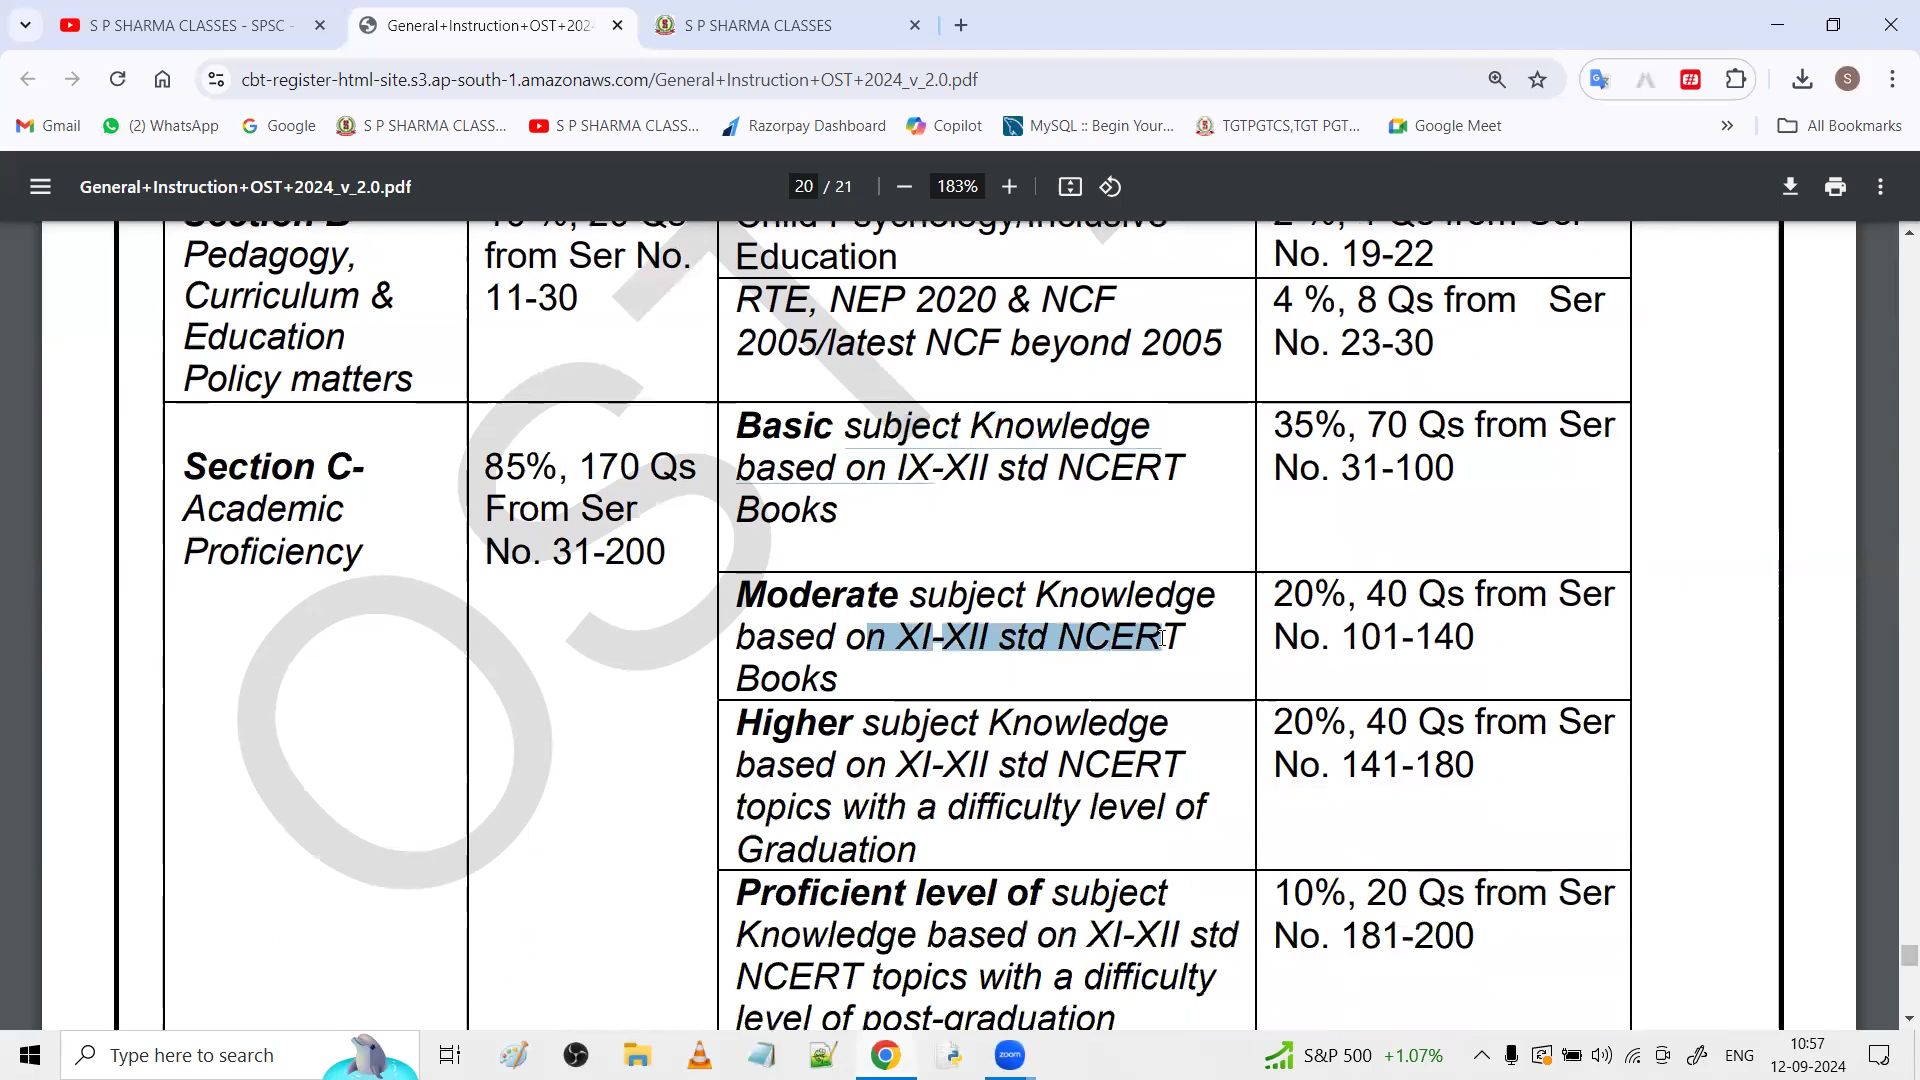 S P SHARMA CLASSES - SPSC -
General+Instruction+OST+202
S P SHARMA CLASSES
cbt-register-html-site.s3.ap-south-1.amazonaws.com/General+Instruction+OST+2024_v_2.0.pdf
S
Gmail
(2) WhatsApp
Google
S P SHARMA CLASS...
S P SHARMA CLASS...
Razorpay Dashboard
Copilot
MySQL :: Begin Your...
TGTPGTCS,TGT PGT...
Google Meet
All Bookmarks
General+Instruction+OST+2024_v_2.0.pdf
20 / 21
183%
Pedagogy,
Curriculum &
Education
Policy matters
from Ser No.
11-30
Education
No. 19-22
RTE, NEP 2020 & NCF
2005/latest NCF beyond 2005
4 %, 8 Qs from Ser
No. 23-30
Section C-
Academic
Proficiency
85%, 170 Qs
From Ser
No. 31-200
Basic subject Knowledge
based on IX-XII std NCERT
Books
35%, 70 Qs from Ser
No. 31-100
Moderate subject Knowledge
based on XI-XII std NCERT
Books
20%, 40 Qs from Ser
No. 101-140
Higher subject Knowledge
based on XI-XII std NCERT
topics with a difficulty level of
Graduation
20%, 40 Qs from Ser
No. 141-180
Proficient level of subject
Knowledge based on XI-XII std
NCERT topics with a difficulty
level of post-graduation
10%, 20 Qs from Ser
No. 181-200
OST
Type here to search
zoom
S&P 500 +1.07%
ENG
10:57
12-09-2024